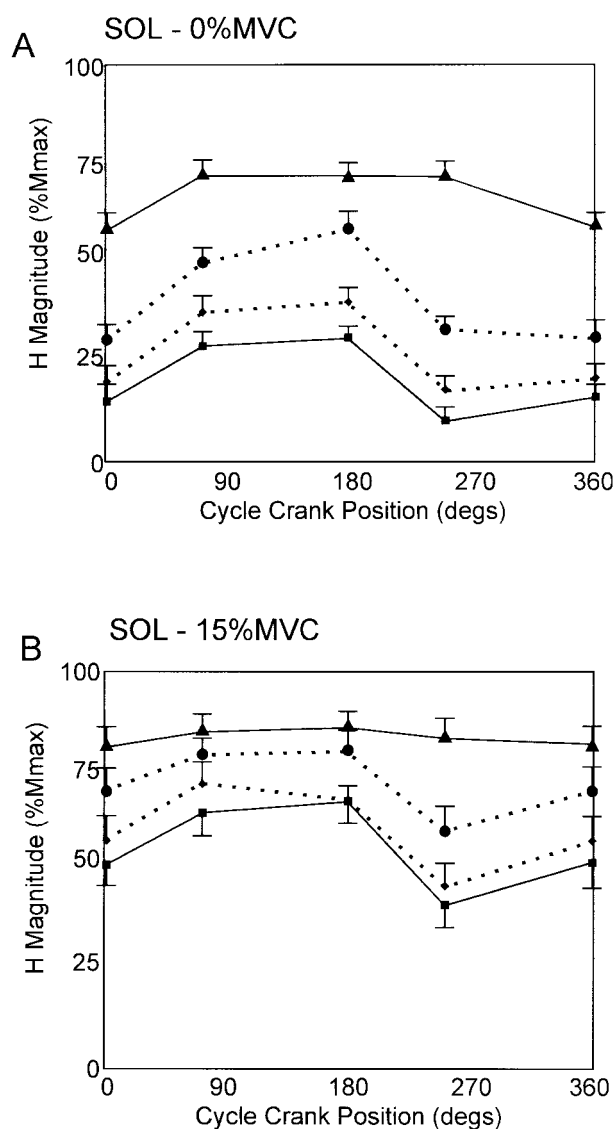 SOL - 0%MVC
A
100
75
50
25
0
H Magnitude (%Mmax)
0 90 180 270 360
Cycle Crank Position (degs)
SOL - 15%MVC
B
100
75
50
25
0
H Magnitude (%Mmax)
0 90 180 270 360
Cycle Crank Position (degs)